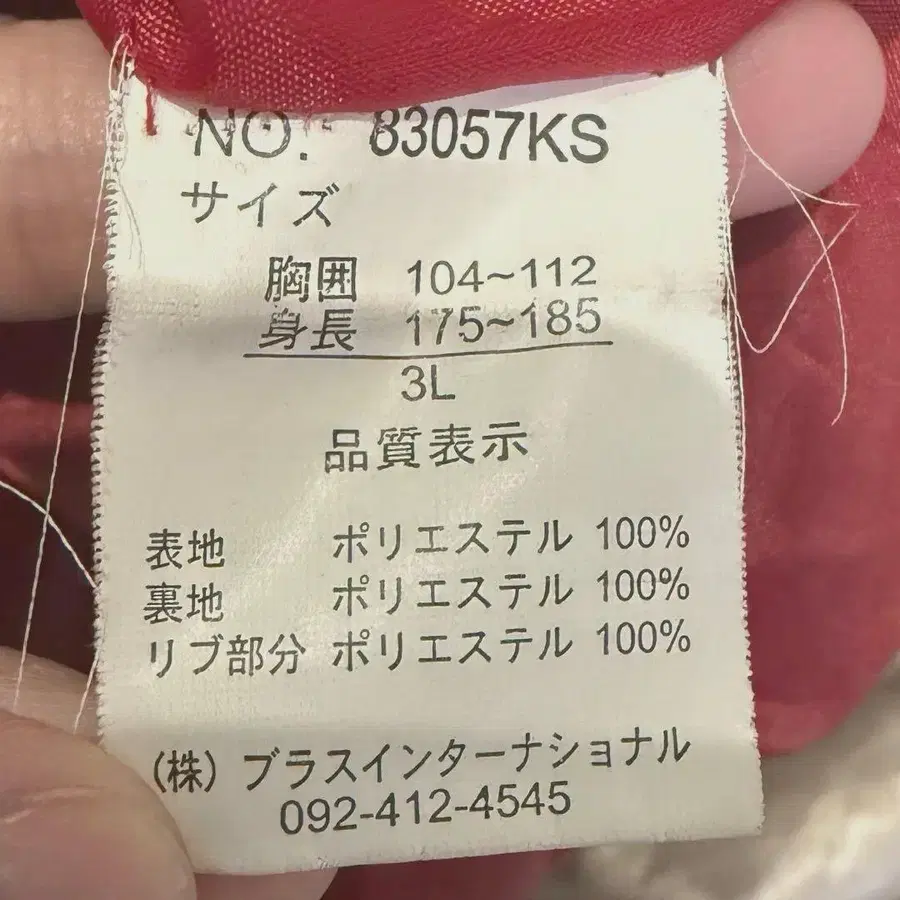 NO. 83057KS
サイズ
胸囲 104~112
身長 175~185
3L
品質表示
表地 ポリエステル 100%
裏地 ポリエステル 100%
リブ部分 ポリエステル 100%
(株) ブラスインターナショナル
092-412-4545